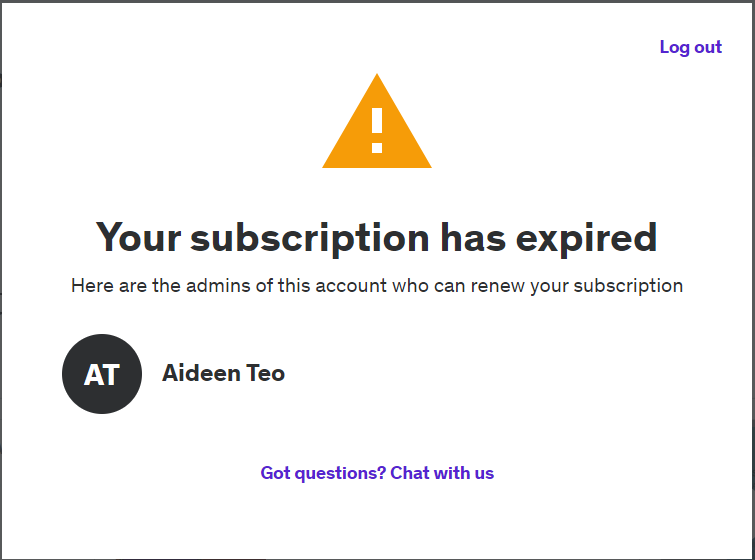 Log out
Your subscription has expired
Here are the admins of this account who can renew your subscription
AT
Aideen Teo
Got questions? Chat with us